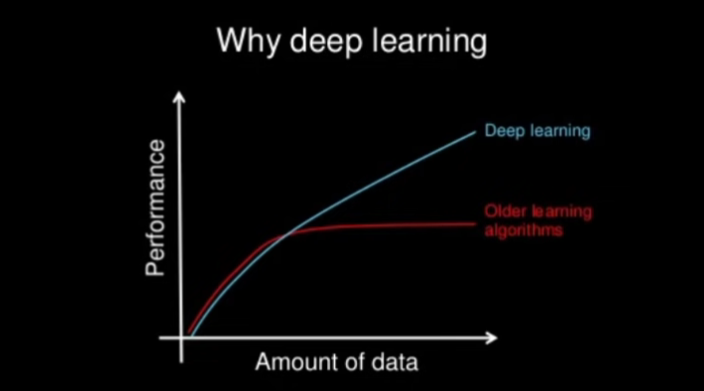 Why deep learning
Performance
Deep learning
Older learning
algorithms
Amount of data